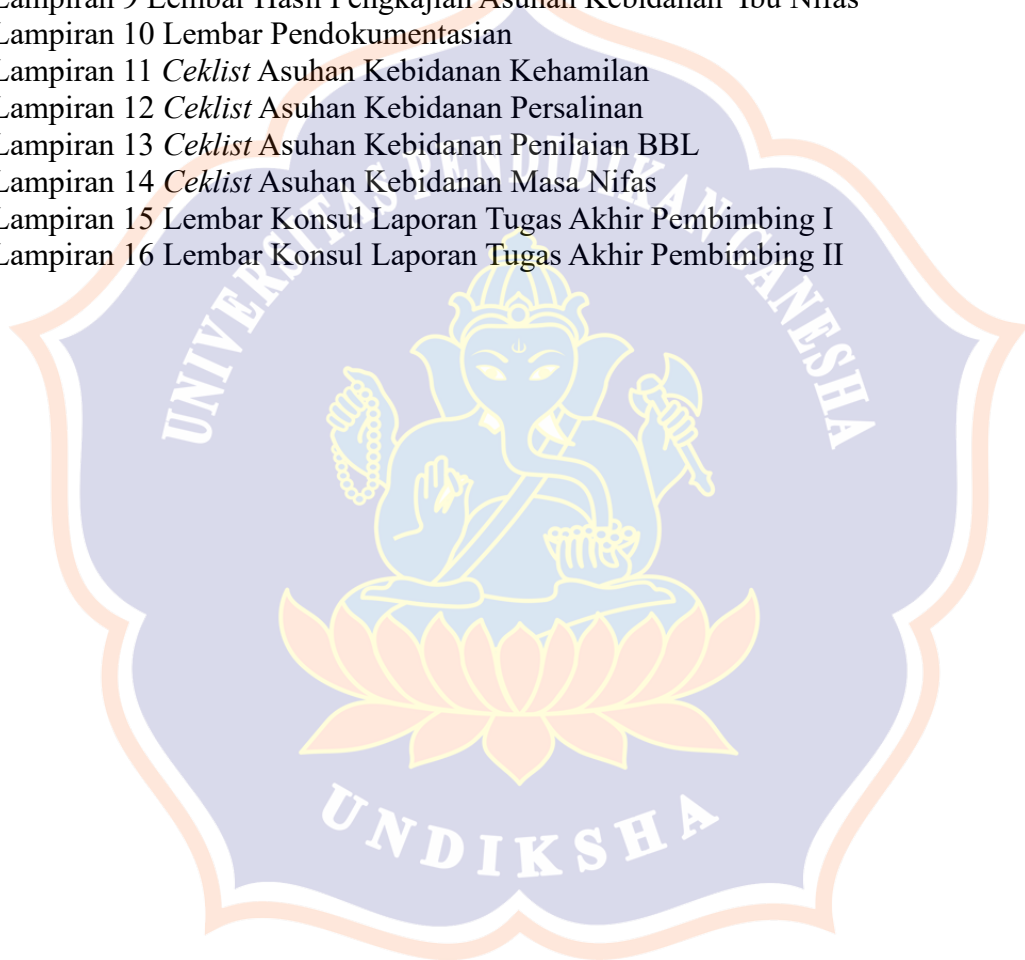 Lampiran 9 Lembar Hasil Pengkajian Asuhan Kebidanan Ibu Nifas
Lampiran 10 Lembar Pendokumentasian
Lampiran 11 Ceklist Asuhan Kebidanan Kehamilan
Lampiran 12 Ceklist Asuhan Kebidanan Persalinan
Lampiran 13 Ceklist Asuhan Kebidanan Penilaian BBL
Lampiran 14 Ceklist Asuhan Kebidanan Masa Nifas
Lampiran 15 Lembar Konsul Laporan Tugas Akhir Pembimbing I
Lampiran 16 Lembar Konsul Laporan Tugas Akhir Pembimbing II
UNIVERSITAS PENDIDIKAN GANESHA
UNDIKSHA